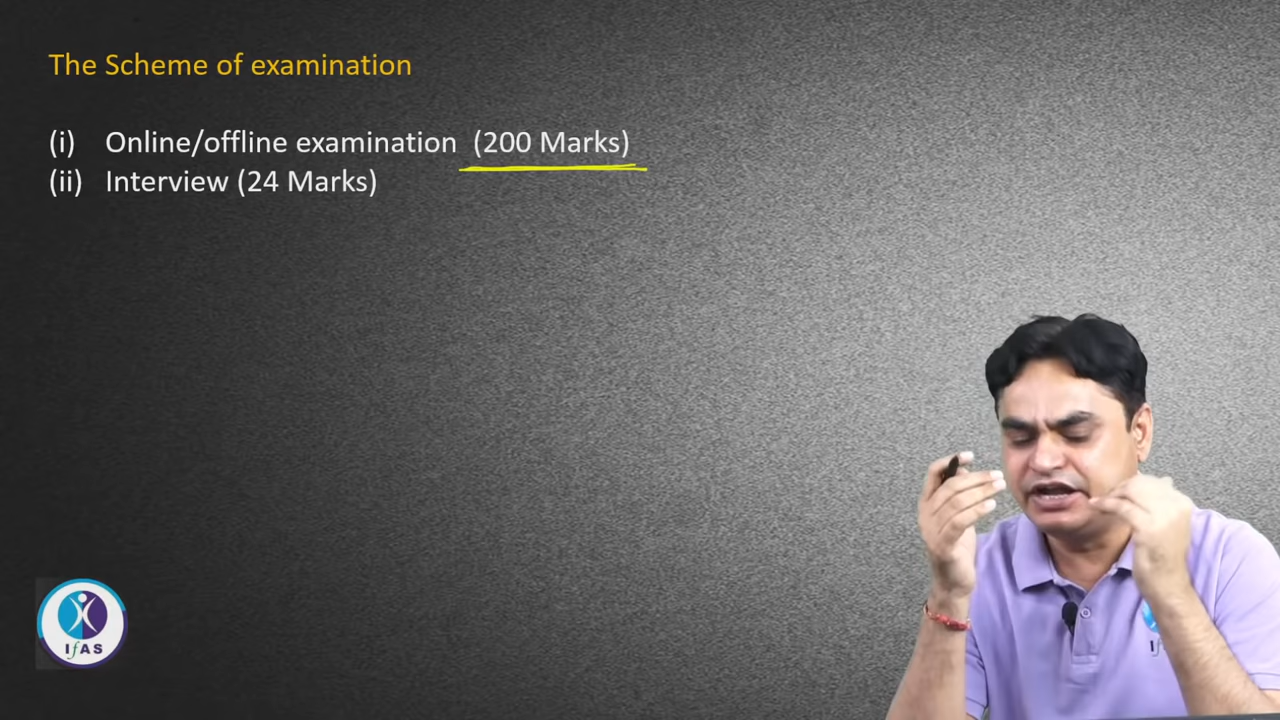 The Scheme of examination
(i) Online/offline examination (200 Marks)
(ii) Interview (24 Marks)
IfAS